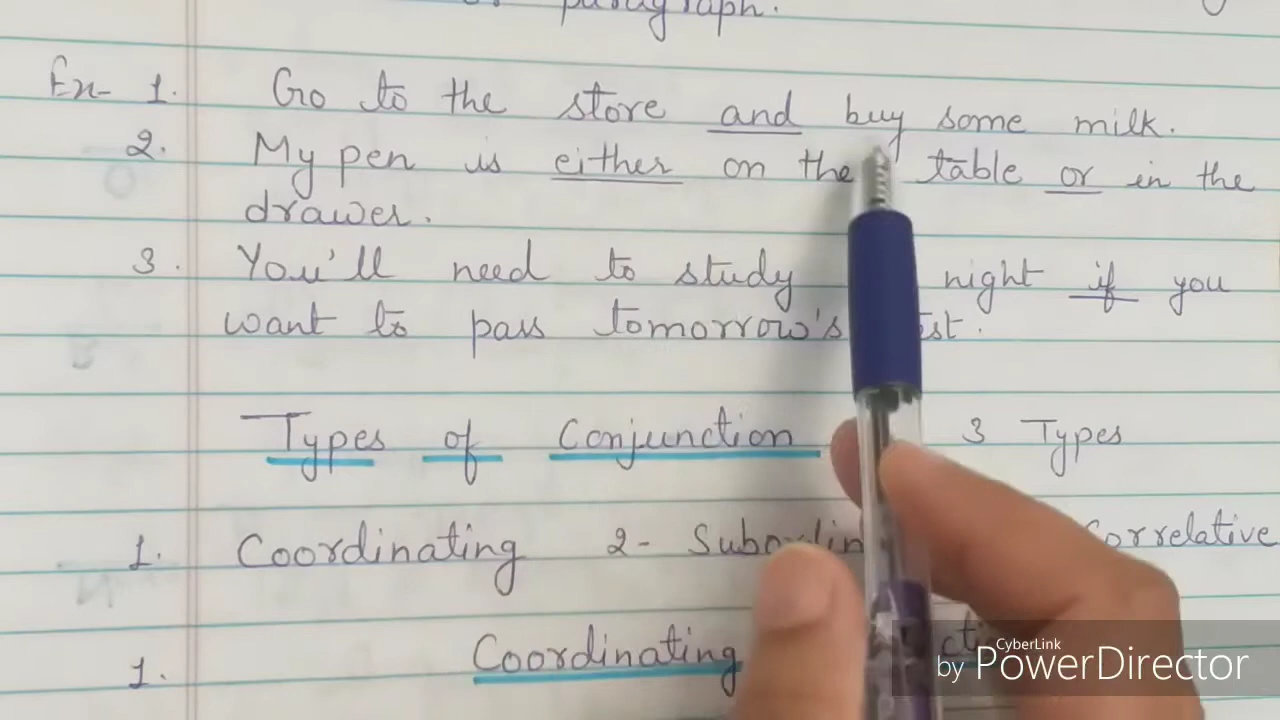 paragraph.
Ex- 1. Go to the store and buy some milk.
2. My pen is either on the table or in the
drawer.
3. You'll need to study night if you
want to pass tomorrow's
Types of Conjunction 3 Types
1. Coordinating 2- Correlative
1. Coordinating
CyberLink
by PowerDirector